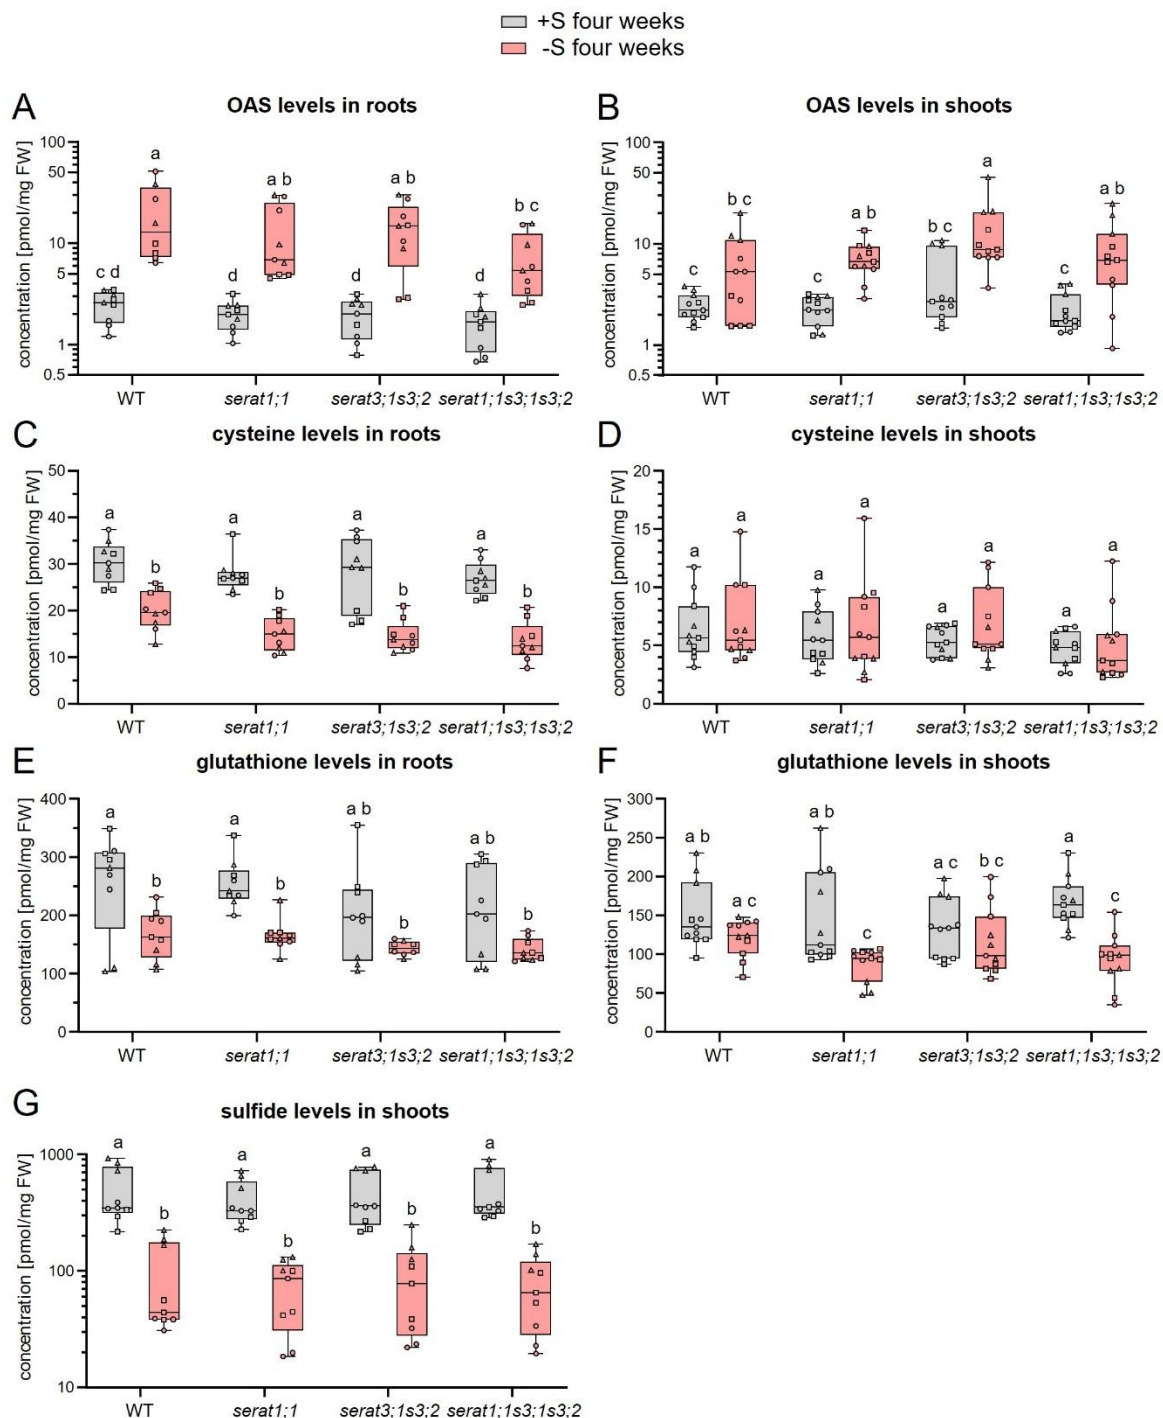 +S four weeks
-S four weeks
A
OAS levels in roots
concentration [pmol/mg FW]
100
50
10
5
1
0.5
a
a b
a b
b c
c d
d
d
d
WT
serat1;1
serat3;1s3;2
serat1;1s3;1s3;2
B
OAS levels in shoots
concentration [pmol/mg FW]
100
50
10
5
1
0.5
c
b c
c
a b
b c
a
c
a b
WT
serat1;1
serat3;1s3;2
serat1;1s3;1s3;2
C
cysteine levels in roots
concentration [pmol/mg FW]
50
40
30
20
10
0
a
b
a
b
a
b
a
b
WT
serat1;1
serat3;1s3;2
serat1;1s3;1s3;2
D
cysteine levels in shoots
concentration [pmol/mg FW]
20
15
10
5
0
a
a
a
a
a
a
a
a
WT
serat1;1
serat3;1s3;2
serat1;1s3;1s3;2
E
glutathione levels in roots
concentration [pmol/mg FW]
400
300
200
100
0
a
b
a
b
a b
b
a b
b
WT
serat1;1
serat3;1s3;2
serat1;1s3;1s3;2
F
glutathione levels in shoots
concentration [pmol/mg FW]
300
250
200
150
100
50
0
a b
a c
a b
c
a c
b c
a
c
WT
serat1;1
serat3;1s3;2
serat1;1s3;1s3;2
G
sulfide levels in shoots
concentration [pmol/mg FW]
1000
100
10
a
b
a
b
a
b
a
b
WT
serat1;1
serat3;1s3;2
serat1;1s3;1s3;2